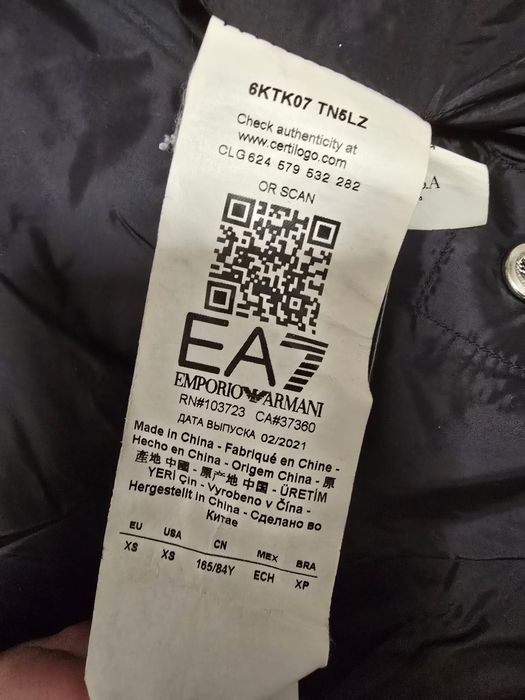 6KTK07 TN5LZ
Check authenticity at
www.certilogo.com
CLG 624 579 532 282
OR SCAN
EA7
EMPORIO ARMANI
RN#103723 CA#37360
ДАТА ВЫПУСКА 02/2021
Made in China - Fabriqué en Chine -
Hecho en China - Origem China - 原
產地 中國 - 原产地 中国 - ÜRETİM
YERİ Çin - Vyrobeno v Čína -
Hergestellt in China - Сделано во
Китае
EU USA CN MEX BRA
XS XS 165/84Y ECH XP